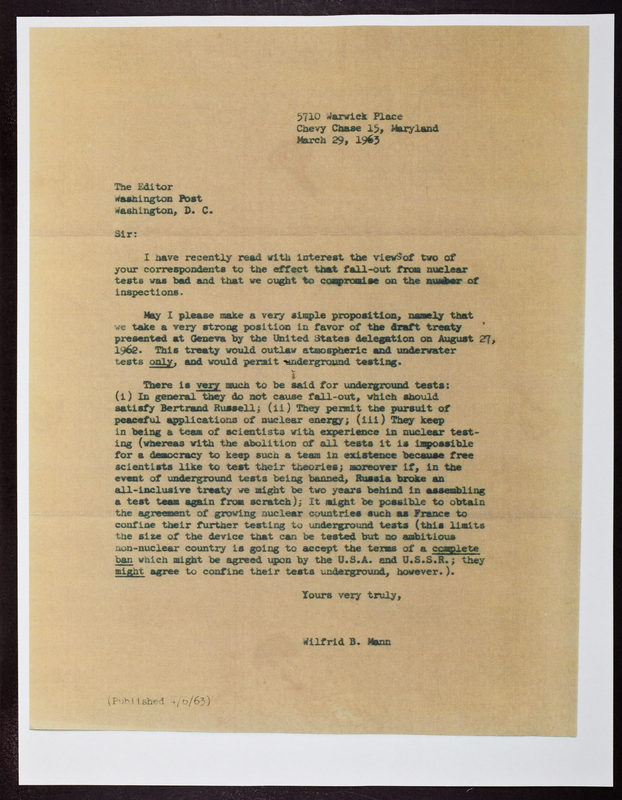 5710 Warwick Place
Chevy Chase 15, Maryland
March 29, 1963
The Editor
Washington Post
Washington, D. C.
Sir:
I have recently read with interest the viewS of two of
your correspondents to the effect that fall-out from nuclear
tests was bad and that we ought to compromise on the number of
inspections.
May I please make a very simple proposition, namely that
we take a very strong position in favor of the draft treaty
presented at Geneva by the United States delegation on August 27,
1962. This treaty would outlaw atmospheric and underwater
tests only, and would permit underground testing.
There is very much to be said for underground tests:
(i) In general they do not cause fall-out, which should
satisfy Bertrand Russell; (ii) They permit the pursuit of
peaceful applications of nuclear energy; (iii) They keep
in being a team of scientists with experience in nuclear test-
ing (whereas with the abolition of all tests it is impossible
for a democracy to keep such a team in existence because free
scientists like to test their theories; moreover if, in the
event of underground tests being banned, Russia broke an
all-inclusive treaty we might be two years behind in assembling
a test team again from scratch); It might be possible to obtain
the agreement of growing nuclear countries such as France to
confine their further testing to underground tests (this limits
the size of the device that can be tested but no ambitious
non-nuclear country is going to accept the terms of a complete
ban which might be agreed upon by the U.S.A. and U.S.S.R.; they
might agree to confine their tests underground, however.).
Yours very truly,
Wilfrid B. Mann
(Published /63)